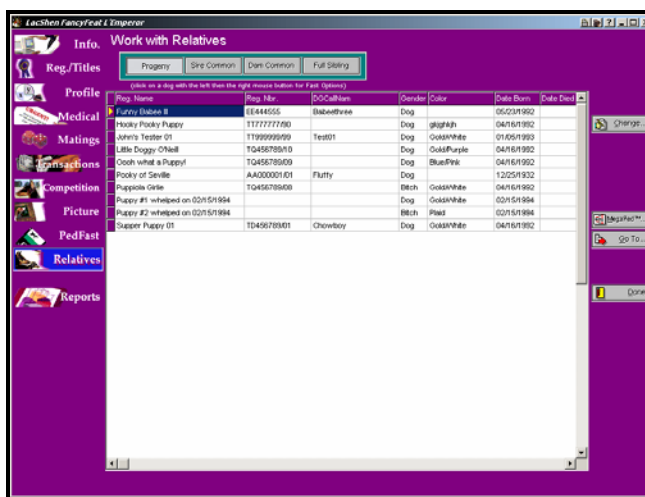 LacShen FancyFeat L'Emperor
Info.
Reg./Titles
Profile
Medical
Matings
Transactions
Competition
Picture
PedFast
Relatives
Reports
Work with Relatives
Progeny Sire Common Dam Common Full Sibling
(click on a dog with the left then the right mouse button for Fast Options)
Reg. Name Reg. Nbr. DGCallNam Gender Color Date Born Date Died
Funny Babee II EE444555 Babeethree Dog 05/23/1992
Hooky Pooky Puppy TT777777/90 Dog gkjghkjh 04/16/1992
John's Tester 01 TT999999/99 Test01 Dog Gold/White 01/05/1993
Little Doggy O'Neill TQ456789/10 Dog Gold/Purple 04/16/1992
Oooh what a Puppy! TQ456789/09 Dog Blue/Pink 04/16/1992
Pooky of Seville AA000001/01 Fluffy Dog 12/25/1932
Puppiola Girlie TQ456789/08 Bitch Gold/White 04/16/1992
Puppy #1 whelped on 02/15/1994 Dog Gold/White 02/15/1994
Puppy #2 whelped on 02/15/1994 Bitch Plaid 02/15/1994
Supper Puppy 01 TD456789/01 Chowboy Dog Gold/White 04/16/1992
Change...
MegaPed™...
Go To...
Done